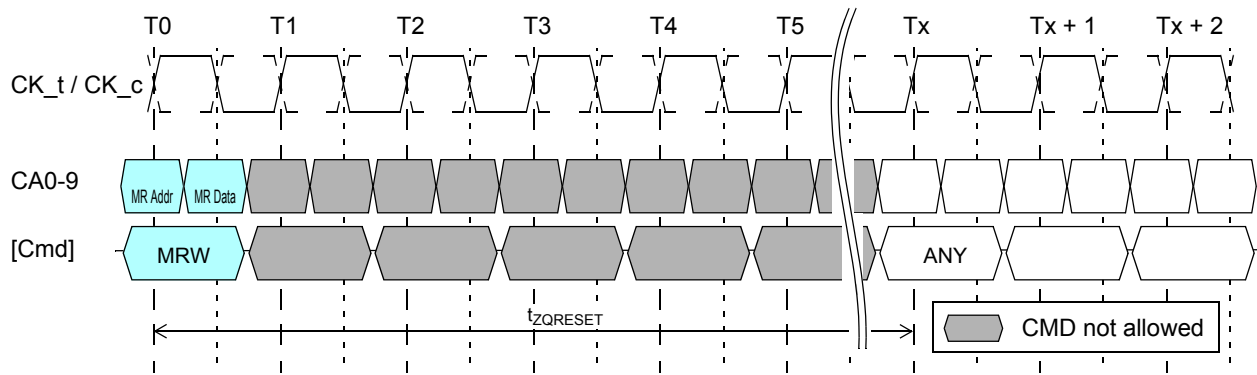 T0 T1 T2 T3 T4 T5 Tx Tx + 1 Tx + 2
CK_t / CK_c
CA0-9 MR Addr MR Data
[Cmd] MRW ANY
tZQRESET
CMD not allowed